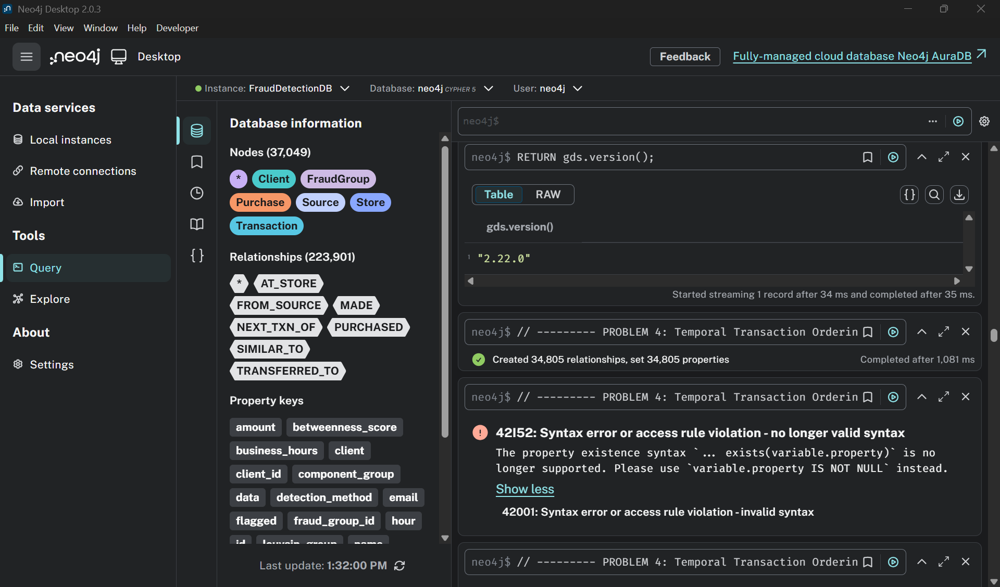 Neo4j Desktop 2.0.3
File Edit View Window Help Developer
neo4j Desktop
Feedback
Fully-managed cloud database Neo4j AuraDB
Instance: FraudDetectionDB
Database: neo4j CYPHER 5
User: neo4j
Data services
Local instances
Remote connections
Import
Tools
Query
Explore
About
Settings
Database information
Nodes (37,049)
* Client FraudGroup
Purchase Source Store
Transaction
Relationships (223,901)
* AT_STORE
FROM_SOURCE MADE
NEXT_TXN_OF PURCHASED
SIMILAR_TO
TRANSFERRED_TO
Property keys
amount betweenness_score
business_hours client
client_id component_group
data detection_method email
flagged fraud_group_id hour
id louvain_group name
Last update: 1:32:00 PM
neo4j$
neo4j$ RETURN gds.version();
Table RAW
gds.version()
1 "2.22.0"
Started streaming 1 record after 34 ms and completed after 35 ms.
neo4j$ // --------- PROBLEM 4: Temporal Transaction Orderin
Created 34,805 relationships, set 34,805 properties
Completed after 1,081 ms
neo4j$ // --------- PROBLEM 4: Temporal Transaction Orderin
42I52: Syntax error or access rule violation - no longer valid syntax
The property existence syntax `... exists(variable.property)` is no
longer supported. Please use `variable.property IS NOT NULL` instead.
Show less
42001: Syntax error or access rule violation - invalid syntax
neo4j$ // --------- PROBLEM 4: Temporal Transaction Orderin